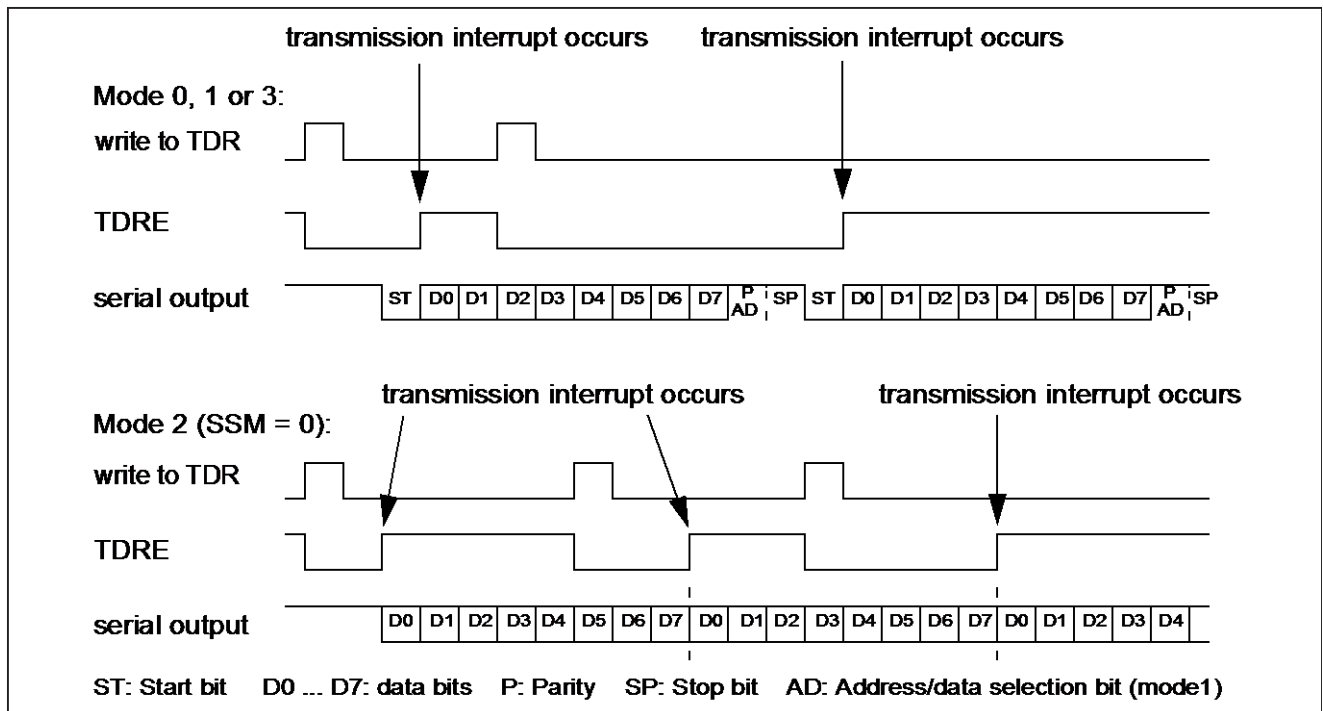 transmission interrupt occurs transmission interrupt occurs
Mode 0, 1 or 3:
write to TDR
TDRE
serial output ST D0 D1 D2 D3 D4 D5 D6 D7 P AD SP ST D0 D1 D2 D3 D4 D5 D6 D7 P AD SP
transmission interrupt occurs transmission interrupt occurs
Mode 2 (SSM = 0):
write to TDR
TDRE
serial output D0 D1 D2 D3 D4 D5 D6 D7 D0 D1 D2 D3 D4 D5 D6 D7 D0 D1 D2 D3 D4
ST: Start bit D0 ... D7: data bits P: Parity SP: Stop bit AD: Address/data selection bit (mode1)